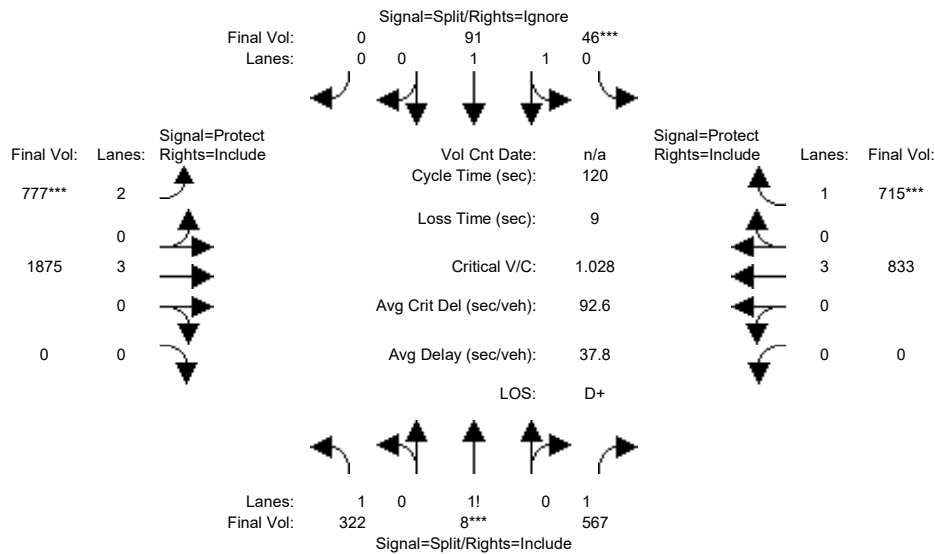 Signal=Split/Rights=Ignore
Final Vol: 0 91 46***
Lanes: 0 0 1 1 0
Signal=Protect Signal=Protect
Final Vol: Lanes: Rights=Include Vol Cnt Date: n/a Rights=Include Lanes: Final Vol:
Cycle Time (sec): 120
777*** 2 1 715***
Loss Time (sec): 9
0 0
1875 3 Critical V/C: 1.028 3 833
0 Avg Crit Del (sec/veh): 92.6 0
0 0 Avg Delay (sec/veh): 37.8 0 0
LOS: D+
Lanes: 1 0 1! 0 1
Final Vol: 322 8*** 567
Signal=Split/Rights=Include